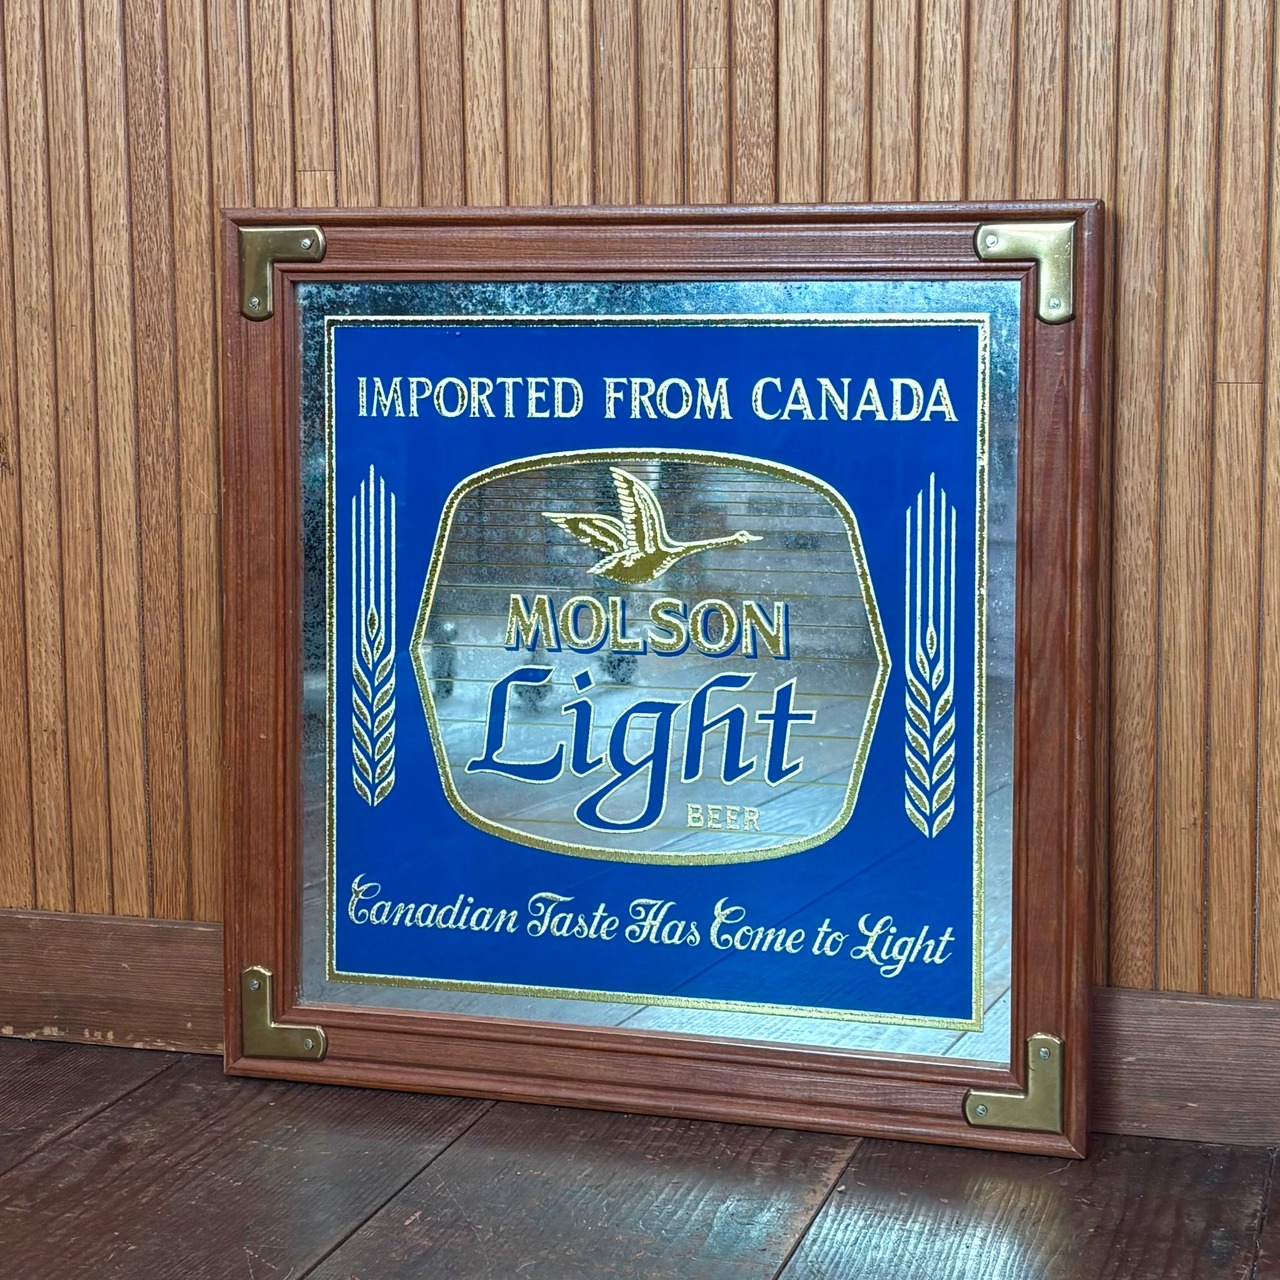 IMPORTED FROM CANADA
MOLSON
Light
BEER
Canadian Taste Has Come to Light